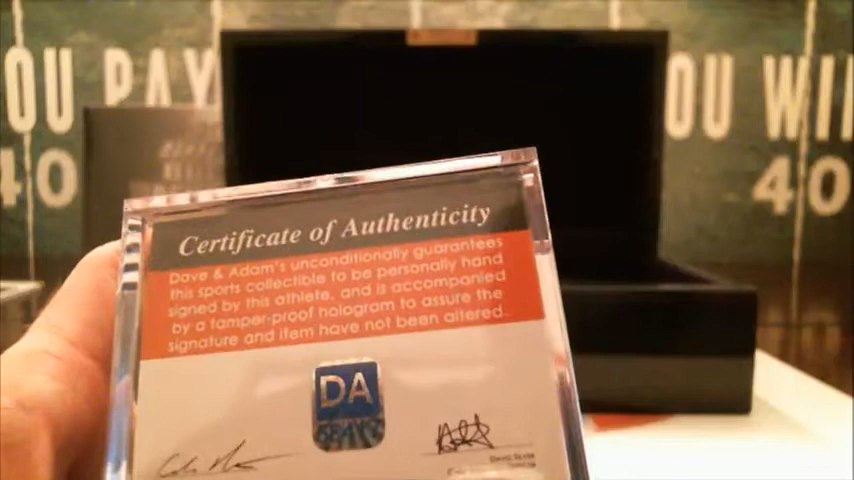 OU PAY
OU WI
40
40
Certificate of Authenticity
Dave & Adam's unconditionally guarantees
this sports collectible to be personally hand
signed by this athlete, and is accompanied
by a tamper-proof hologram to assure the
signature and item have not been altered.
DA